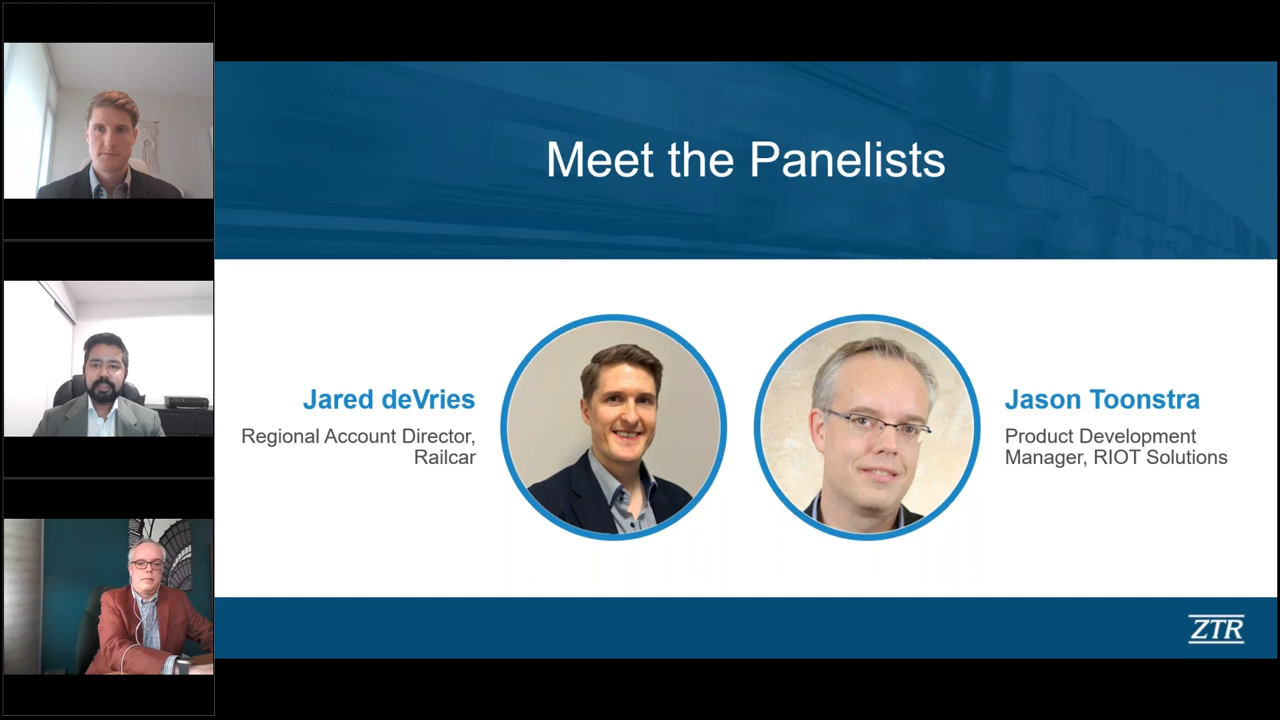 Meet the Panelists
Jared deVries
Regional Account Director,
Railcar
Jason Toonstra
Product Development
Manager, RIOT Solutions
ZTR